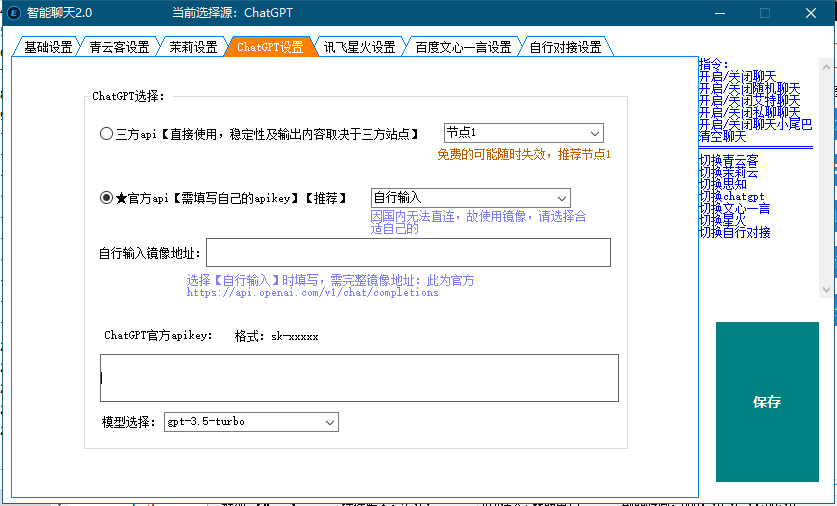 智能聊天2.0
当前选择源: ChatGPT
基础设置
青云客设置
茉莉设置
ChatGPT设置
讯飞星火设置
百度文心一言设置
自行对接设置
ChatGPT选择:
三方api【直接使用，稳定性及输出内容取决于三方站点】
节点1
免费的可能随时失效，推荐节点1
★官方api【需填写自己的apikey】【推荐】
自行输入
因国内无法直连，故使用镜像，请选择合
适自己的
自行输入镜像地址:
选择【自行输入】时填写，需完整镜像地址: 此为官方
https://api.openai.com/v1/chat/completions
ChatGPT官方apikey:
格式: sk-xxxxx
模型选择:
gpt-3.5-turbo
指令:
开启/关闭聊天
开启/关闭随机聊天
开启/关闭艾特聊天
开启/关闭私聊聊天
开启/关闭聊天小尾巴
清空聊天
切换青云客
切换茉莉云
切换思知
切换chatgpt
切换文心一言
切换星火
切换自行对接
保存